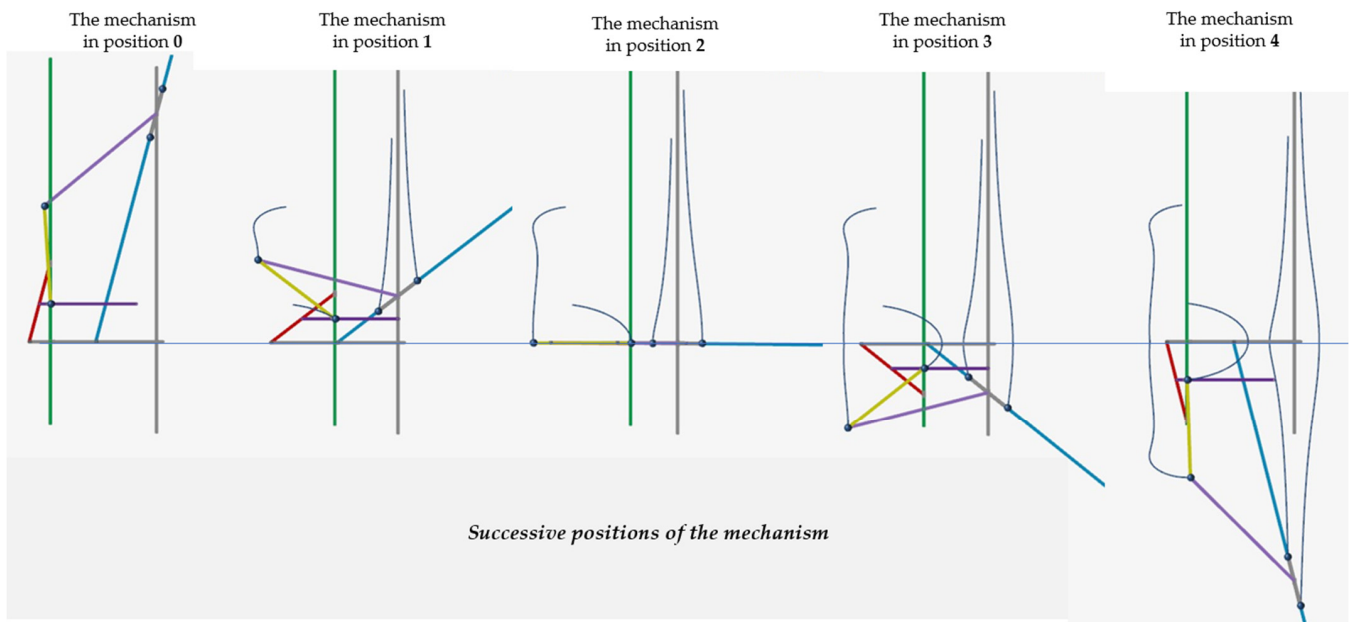 The mechanism
in position 0
The mechanism
in position 1
The mechanism
in position 2
The mechanism
in position 3
The mechanism
in position 4
Successive positions of the mechanism